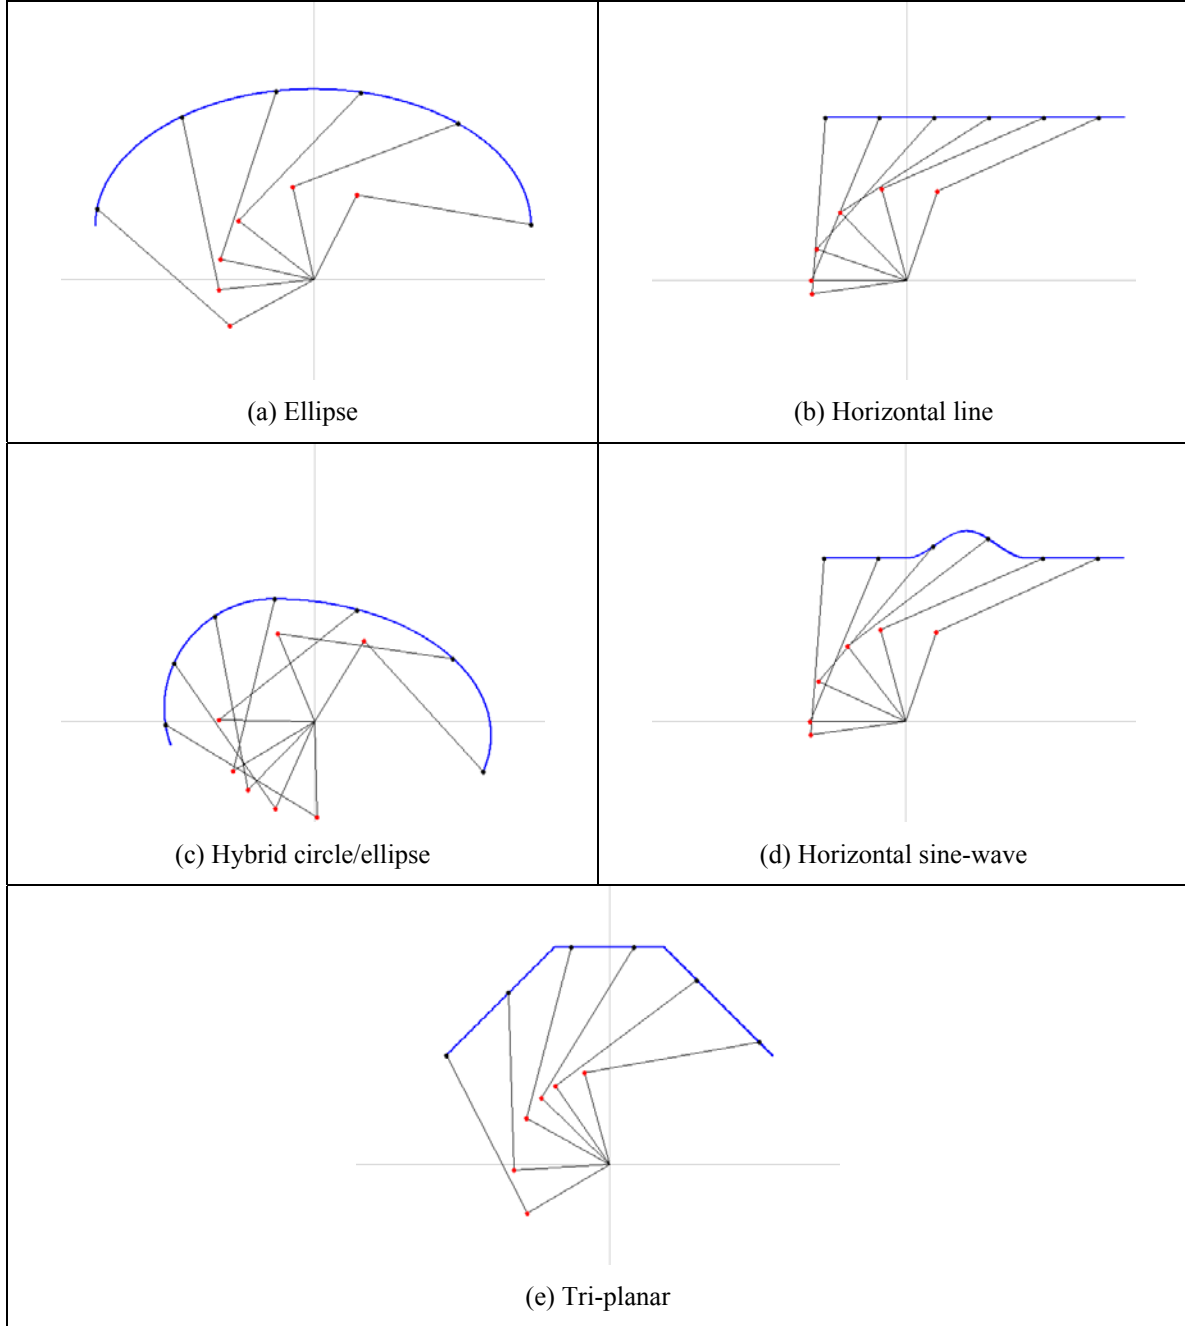 (a) Ellipse
(b) Horizontal line
(c) Hybrid circle/ellipse
(d) Horizontal sine-wave
(e) Tri-planar